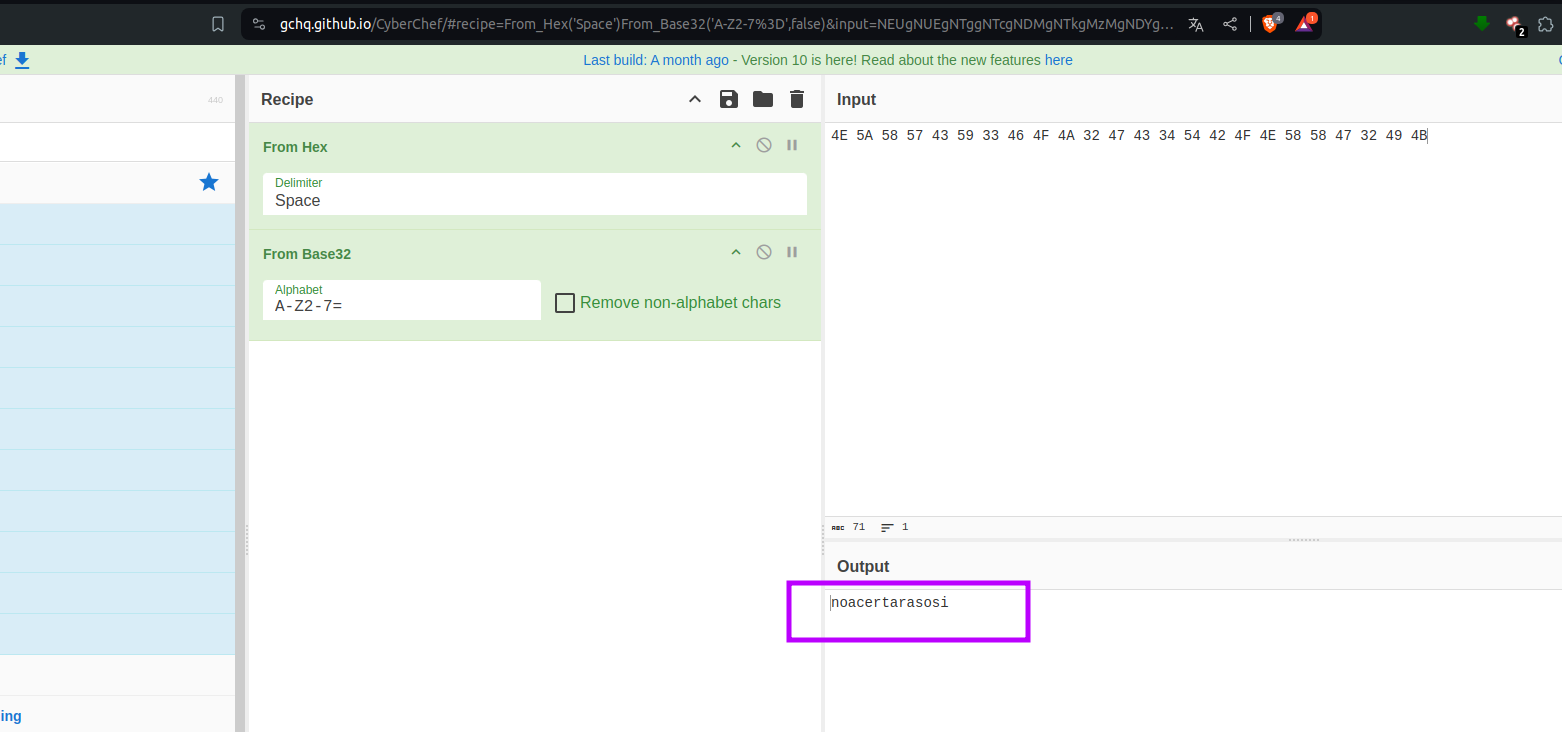 gchq.github.io/CyberChef/#recipe=From_Hex('Space')From_Base32('A-Z2-7%3D',false)&input=NEUgNUEgNTggNTcgNDMgNTkgMzMgNDYg…
4
1
2
ef
Last build: A month ago - Version 10 is here! Read about the new features here
440
Recipe
Input
From Hex
Delimiter
Space
From Base32
Alphabet
A-Z2-7=
Remove non-alphabet chars
4E 5A 58 57 43 59 33 46 4F 4A 32 47 43 34 54 42 4F 4E 58 58 47 32 49 4B
ABC 71 1
Output
noacertarasosi
ing